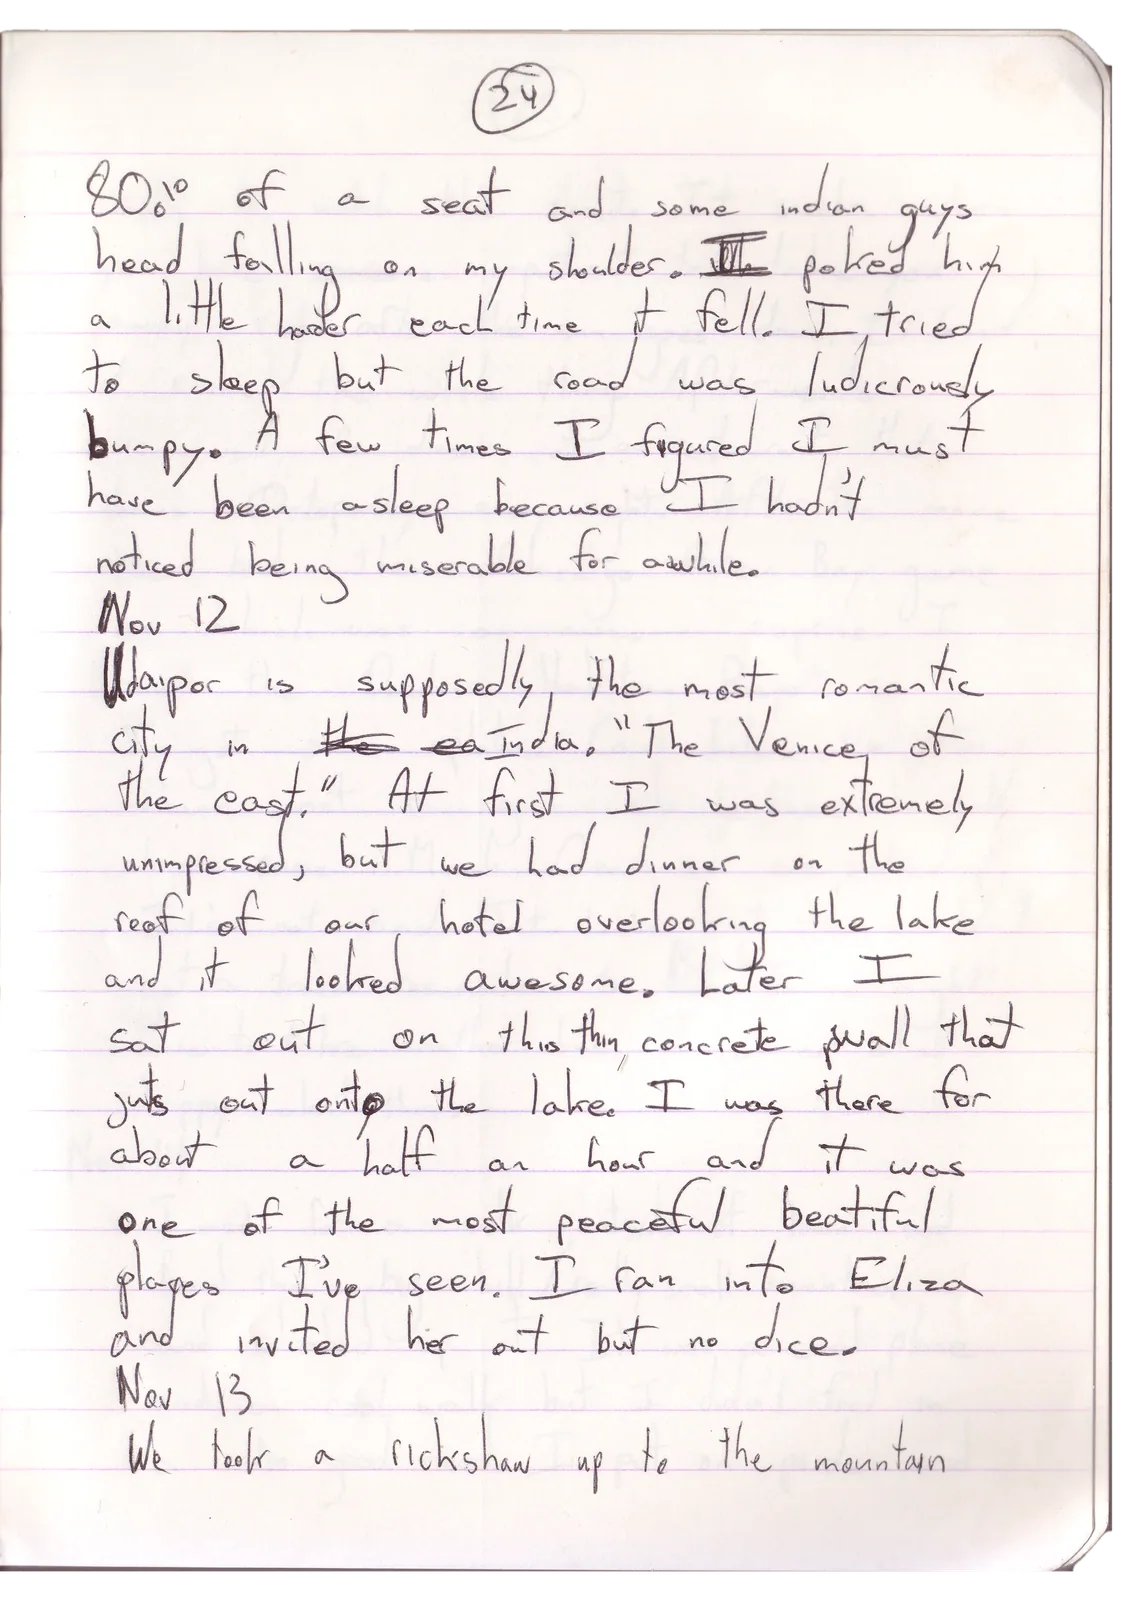 24
80% of a seat and some indian guys
head falling on my shoulder. I poked him
a little harder each time it fell. I tried
to sleep but the road was ludicrously
bumpy. A few times I figured I must
have been asleep because I hadn't
noticed being miserable for awhile.
Nov 12
Udaipor is supposedly the most romantic
city in India. "The Venice of
the east." At first I was extremely
unimpressed, but we had dinner on the
roof of our hotel overlooking the lake
and it looked awesome. Later I
sat out on this thin concrete wall that
juts out onto the lake. I was there for
about a half an hour and it was
one of the most peaceful beatiful
places I've seen. I ran into Eliza
and invited her out but no dice.
Nov 13
We took a rickshaw up to the mountain